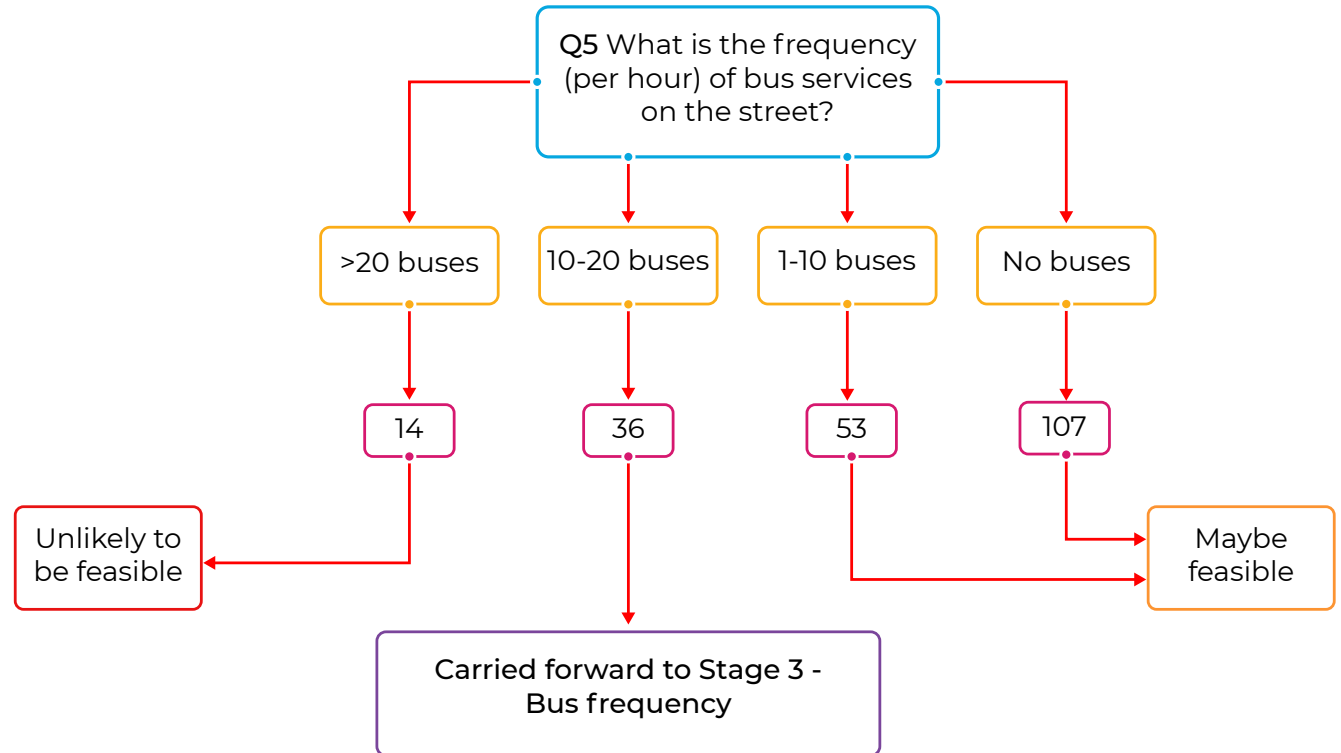 Q5 What is the frequency
(per hour) of bus services
on the street?
>20 buses
10-20 buses
1-10 buses
No buses
14
36
53
107
Unlikely to
be feasible
Maybe
feasible
Carried forward to Stage 3 -
Bus frequency